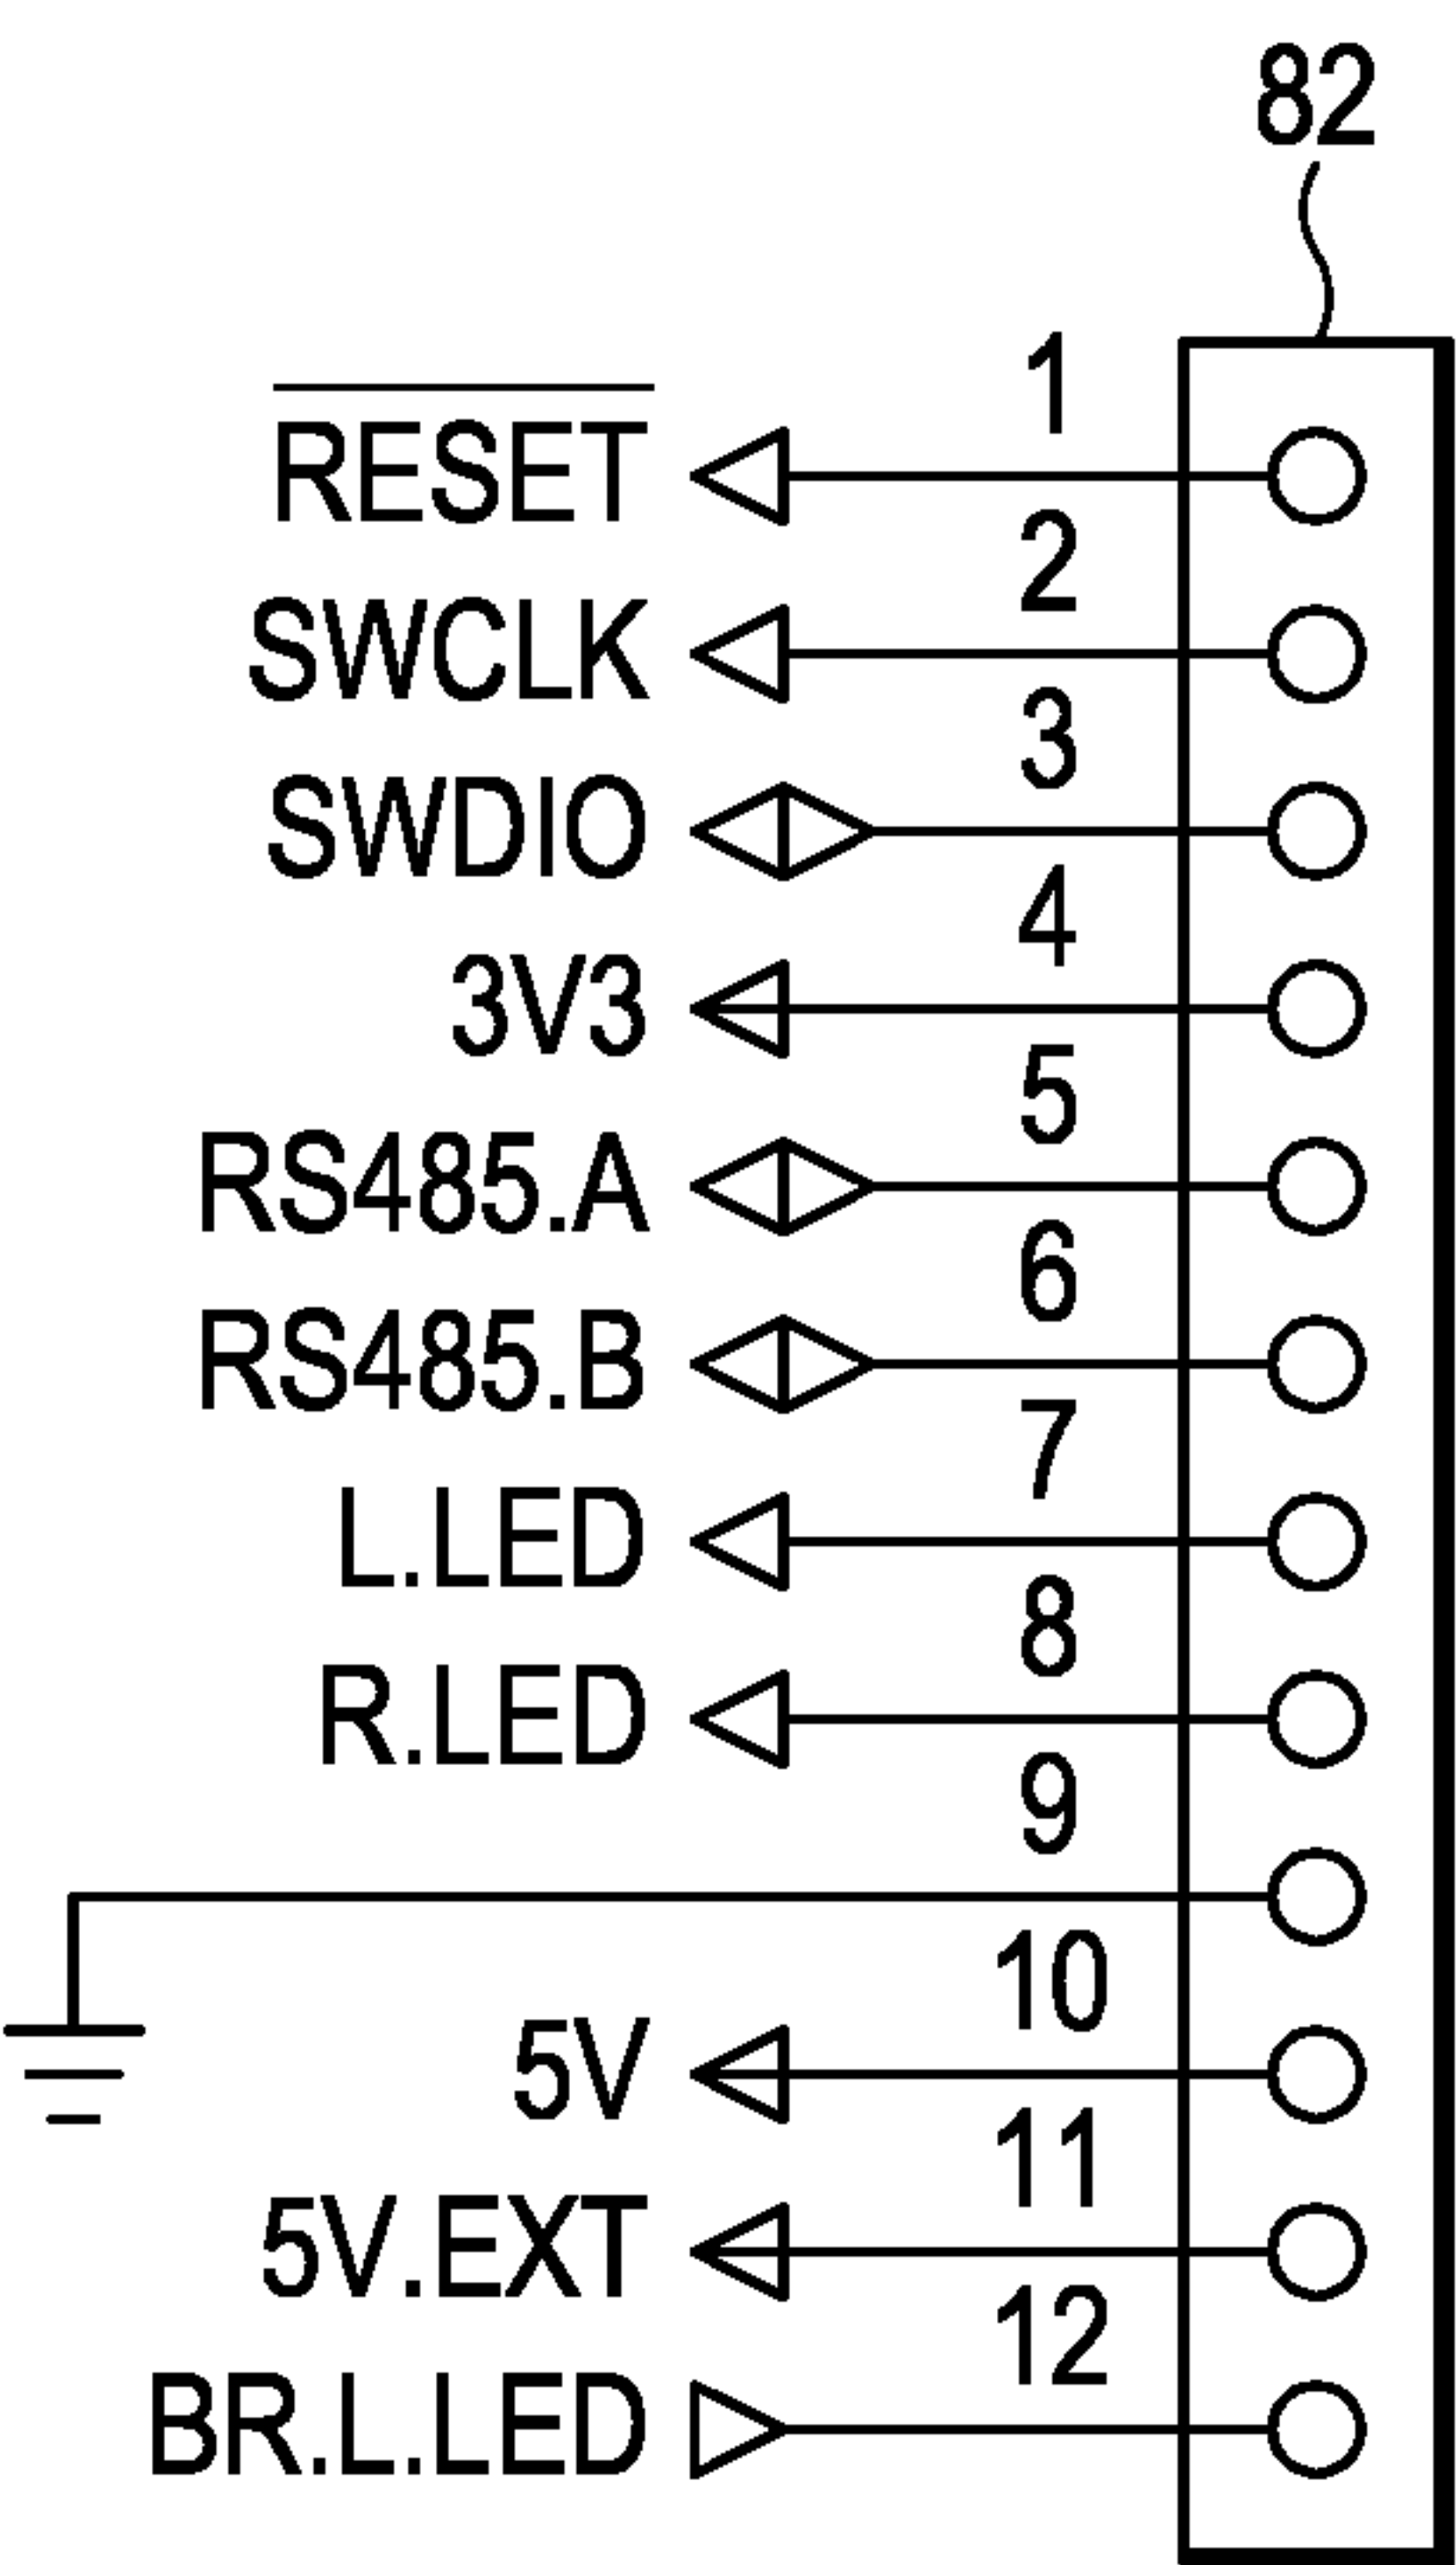 82
1
R̅E̅S̅E̅T̅
2
SWCLK
3
SWDIO
4
3V3
5
RS485.A
6
RS485.B
7
L.LED
8
R.LED
9
10
5V
11
5V.EXT
12
BR.L.LED